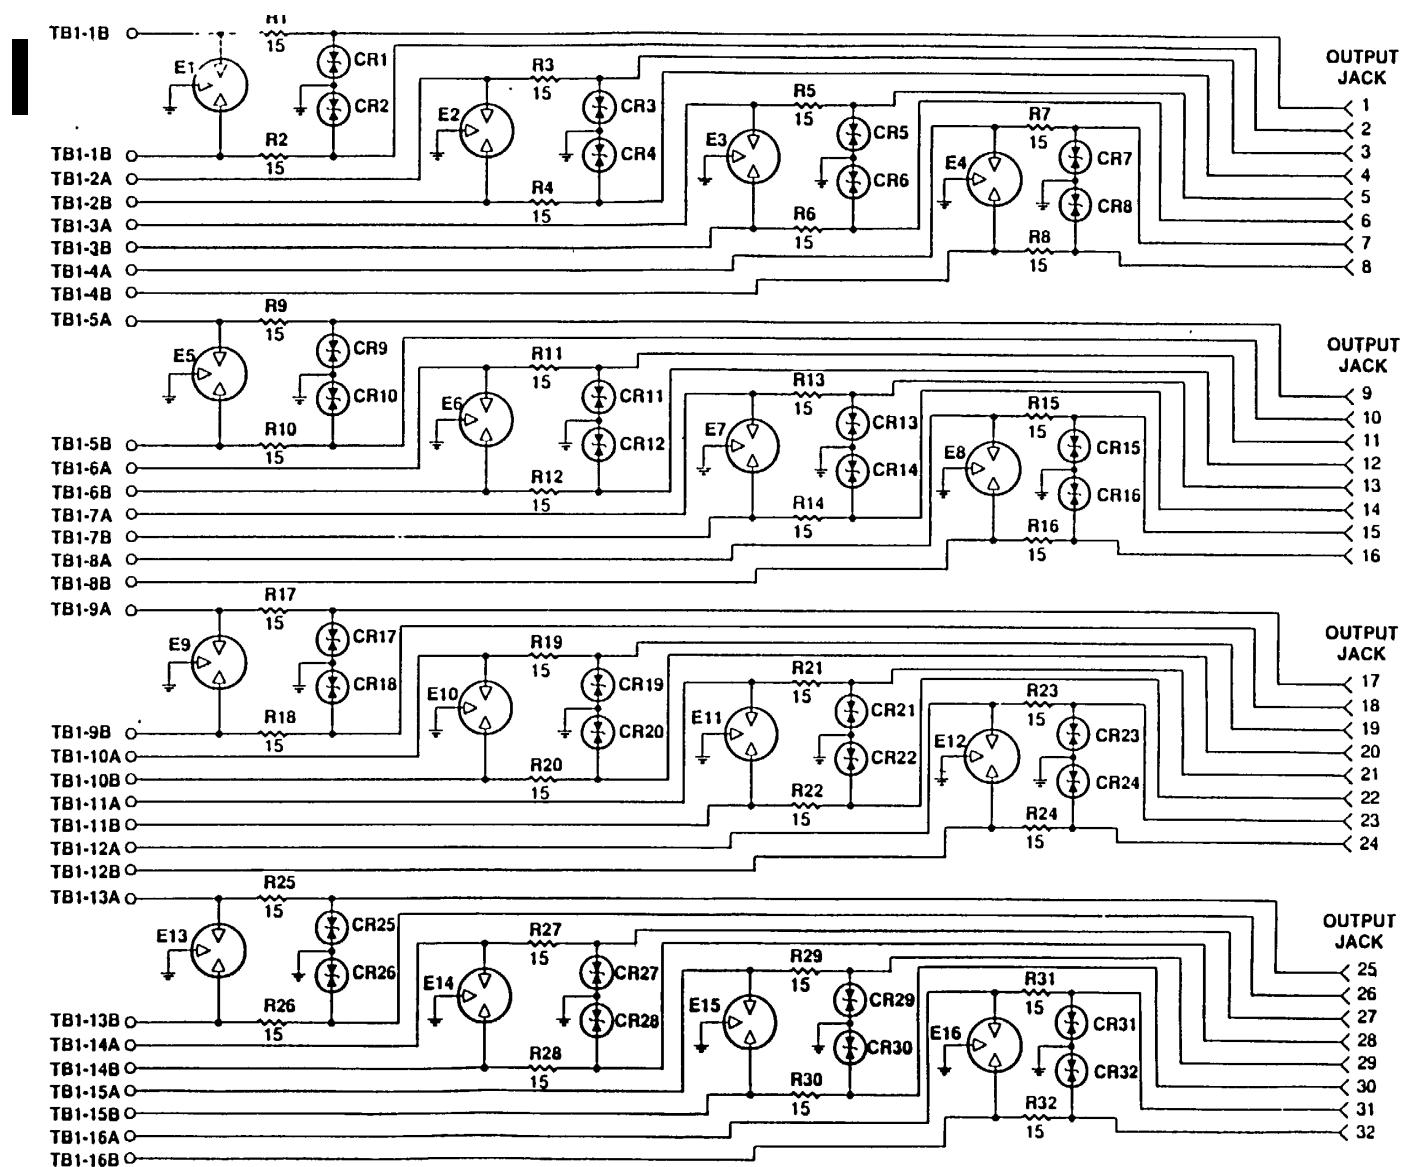 TB1-1B
R1
15
CR1
E1
CR2
R2
15
TB1-1B
TB1-2A
TB1-2B
TB1-3A
TB1-3B
TB1-4A
TB1-4B
R3
15
CR3
E2
CR4
R4
15
R5
15
CR5
E3
CR6
R6
15
R7
15
CR7
E4
CR8
R8
15
OUTPUT
JACK
1
2
3
4
5
6
7
8
TB1-5A
R9
15
CR9
E5
CR10
R10
15
TB1-5B
TB1-6A
TB1-6B
TB1-7A
TB1-7B
TB1-8A
TB1-8B
R11
15
CR11
E6
CR12
R12
15
R13
15
CR13
E7
CR14
R14
15
R15
15
CR15
E8
CR16
R16
15
OUTPUT
JACK
9
10
11
12
13
14
15
16
TB1-9A
R17
15
CR17
E9
CR18
R18
15
TB1-9B
TB1-10A
TB1-10B
TB1-11A
TB1-11B
TB1-12A
TB1-12B
R19
15
CR19
E10
CR20
R20
15
R21
15
CR21
E11
CR22
R22
15
R23
15
CR23
E12
CR24
R24
15
OUTPUT
JACK
17
18
19
20
21
22
23
24
TB1-13A
R25
15
CR25
E13
CR26
R26
15
TB1-13B
TB1-14A
TB1-14B
TB1-15A
TB1-15B
TB1-16A
TB1-16B
R27
15
CR27
E14
CR28
R28
15
R29
15
CR29
E15
CR30
R30
15
R31
15
CR31
E16
CR32
R32
15
OUTPUT
JACK
25
26
27
28
29
30
31
32